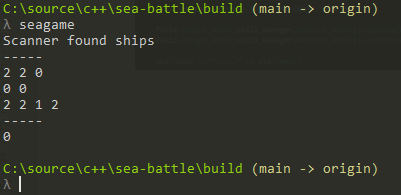 C:\source\c++\sea-battle\build (main -> origin)
λ seagame
Scanner found ships
-----
2 2 0
0 0
2 2 1 2
-----
0
C:\source\c++\sea-battle\build (main -> origin)
λ